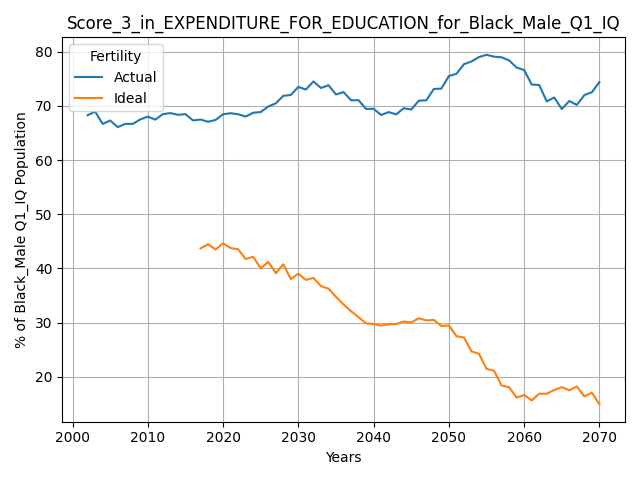 Score_3_in_EXPENDITURE_FOR_EDUCATION_for_Black_Male_Q1_IQ
Fertility
Actual
Ideal
% of Black_Male Q1_IQ Population
80
70
60
50
40
30
20
2000 2010 2020 2030 2040 2050 2060 2070
Years